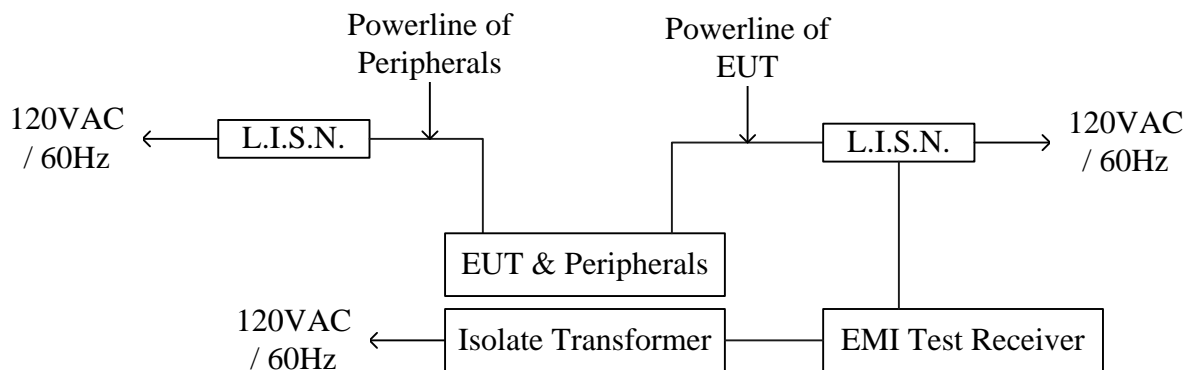 Powerline of
Peripherals
Powerline of
EUT
120VAC
/ 60Hz
L.I.S.N.
L.I.S.N.
120VAC
/ 60Hz
EUT & Peripherals
120VAC
/ 60Hz
Isolate Transformer
EMI Test Receiver